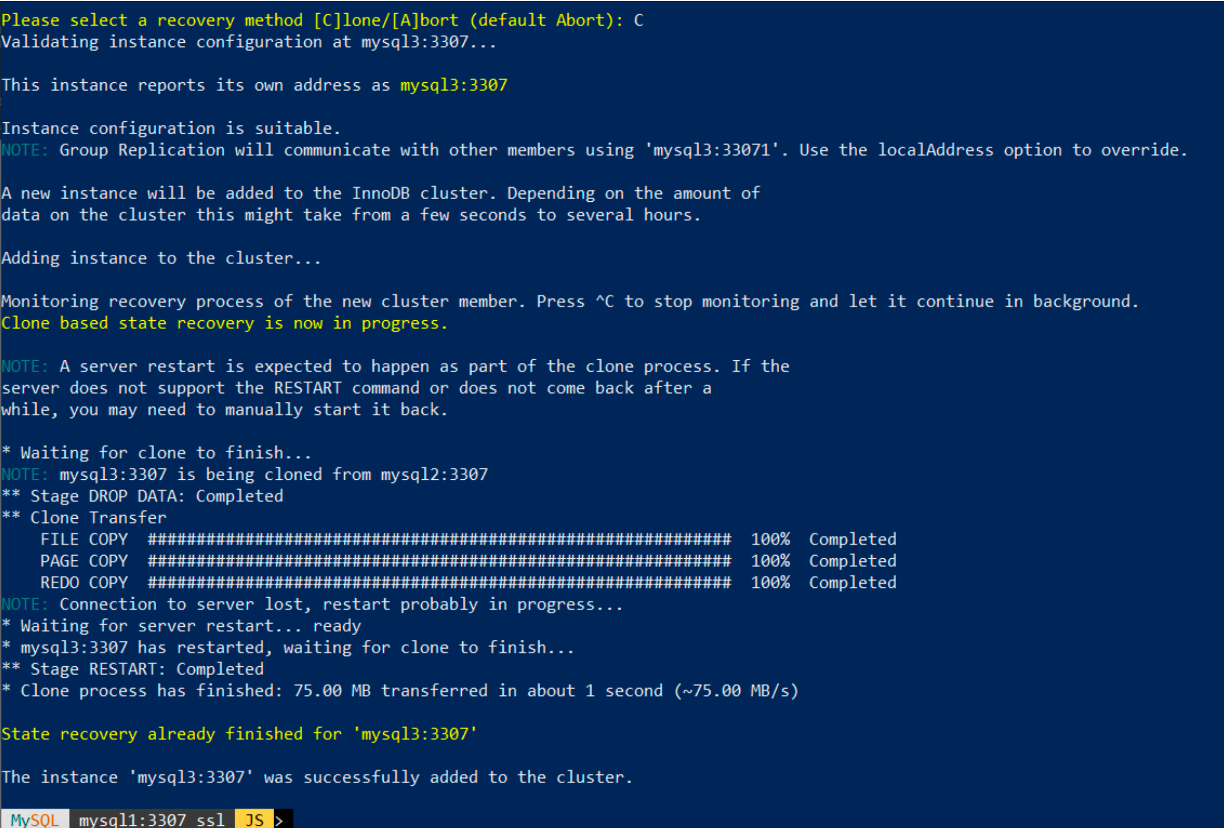 Please select a recovery method [C]lone/[A]bort (default Abort): C
Validating instance configuration at mysql3:3307...
This instance reports its own address as mysql3:3307
Instance configuration is suitable.
NOTE: Group Replication will communicate with other members using 'mysql3:33071'. Use the localAddress option to override.
A new instance will be added to the InnoDB cluster. Depending on the amount of
data on the cluster this might take from a few seconds to several hours.
Adding instance to the cluster...
Monitoring recovery process of the new cluster member. Press ^C to stop monitoring and let it continue in background.
Clone based state recovery is now in progress.
NOTE: A server restart is expected to happen as part of the clone process. If the
server does not support the RESTART command or does not come back after a
while, you may need to manually start it back.
* Waiting for clone to finish...
NOTE: mysql3:3307 is being cloned from mysql2:3307
** Stage DROP DATA: Completed
** Clone Transfer
FILE COPY ############################################################ 100% Completed
PAGE COPY ############################################################ 100% Completed
REDO COPY ############################################################ 100% Completed
NOTE: Connection to server lost, restart probably in progress...
* Waiting for server restart... ready
* mysql3:3307 has restarted, waiting for clone to finish...
** Stage RESTART: Completed
* Clone process has finished: 75.00 MB transferred in about 1 second (~75.00 MB/s)
State recovery already finished for 'mysql3:3307'
The instance 'mysql3:3307' was successfully added to the cluster.
MySQL mysql1:3307 ssl JS >